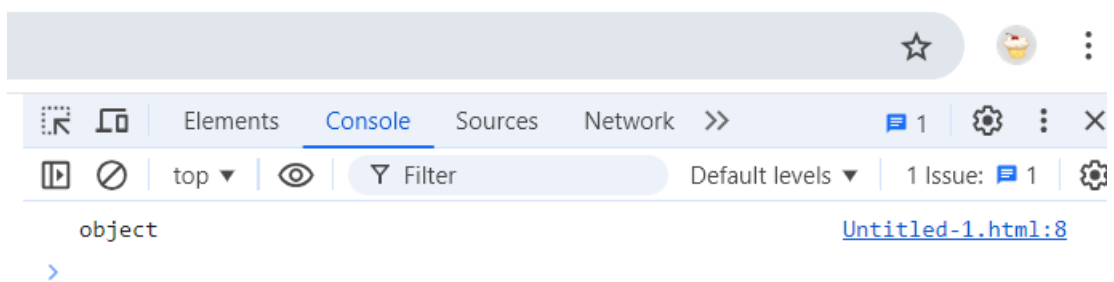 Elements Console Sources Network 1
top Filter Default levels 1 Issue: 1
object Untitled-1.html:8